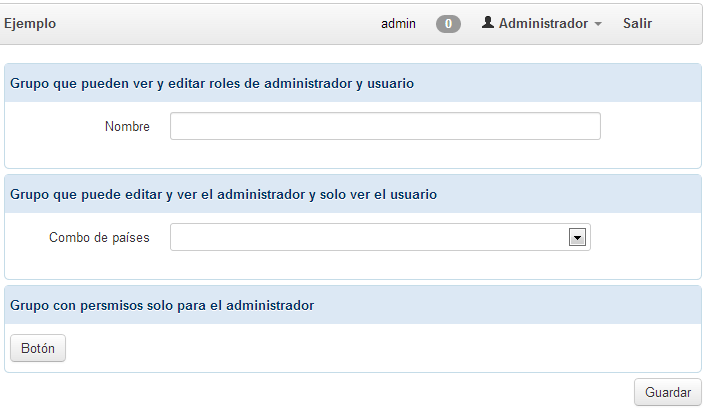 Ejemplo admin 0 Administrador Salir
Grupo que pueden ver y editar roles de administrador y usuario
Nombre
Grupo que puede editar y ver el administrador y solo ver el usuario
Combo de países
Grupo con persmisos solo para el administrador
Botón
Guardar